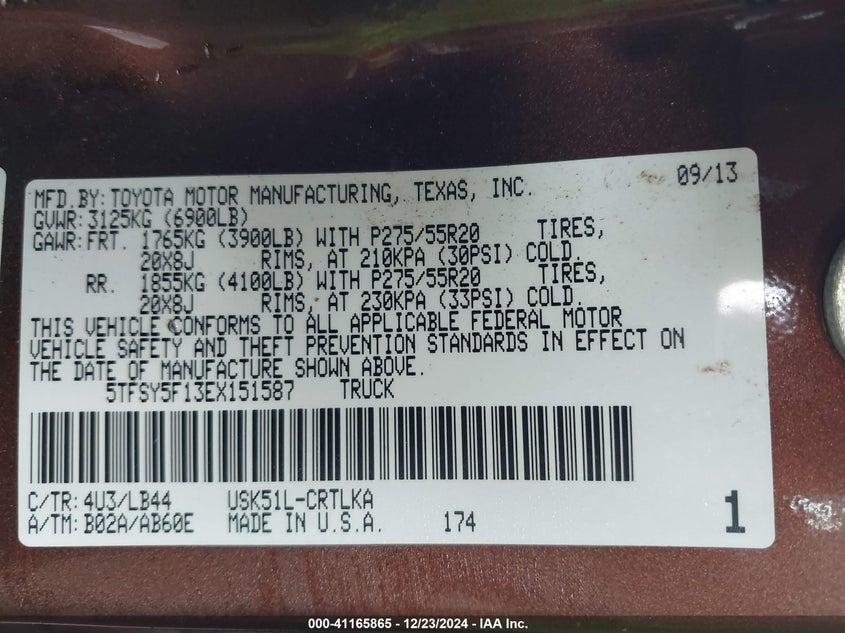 MFD.BY: TOYOTA MOTOR MANUFACTURING, TEXAS, INC. 09/13
GVWR: 3125KG (6900LB)
GAWR: FRT. 1765KG (3900LB) WITH P275/55R20 TIRES,
20X8J RIMS, AT 210KPA (30PSI) COLD.
RR. 1855KG (4100LB) WITH P275/55R20 TIRES,
20X8J RIMS, AT 230KPA (33PSI) COLD.
THIS VEHICLE CONFORMS TO ALL APPLICABLE FEDERAL MOTOR
VEHICLE SAFETY AND THEFT PREVENTION STANDARDS IN EFFECT ON
THE DATE OF MANUFACTURE SHOWN ABOVE.
5TFSY5F13EX151587 TRUCK
C/TR: 4U3/LB44 USK51L-CRTLKA
A/TM: B02A/AB60E MADE IN U.S.A. 174 1
000-41165865 - 12/23/2024 - IAA Inc.